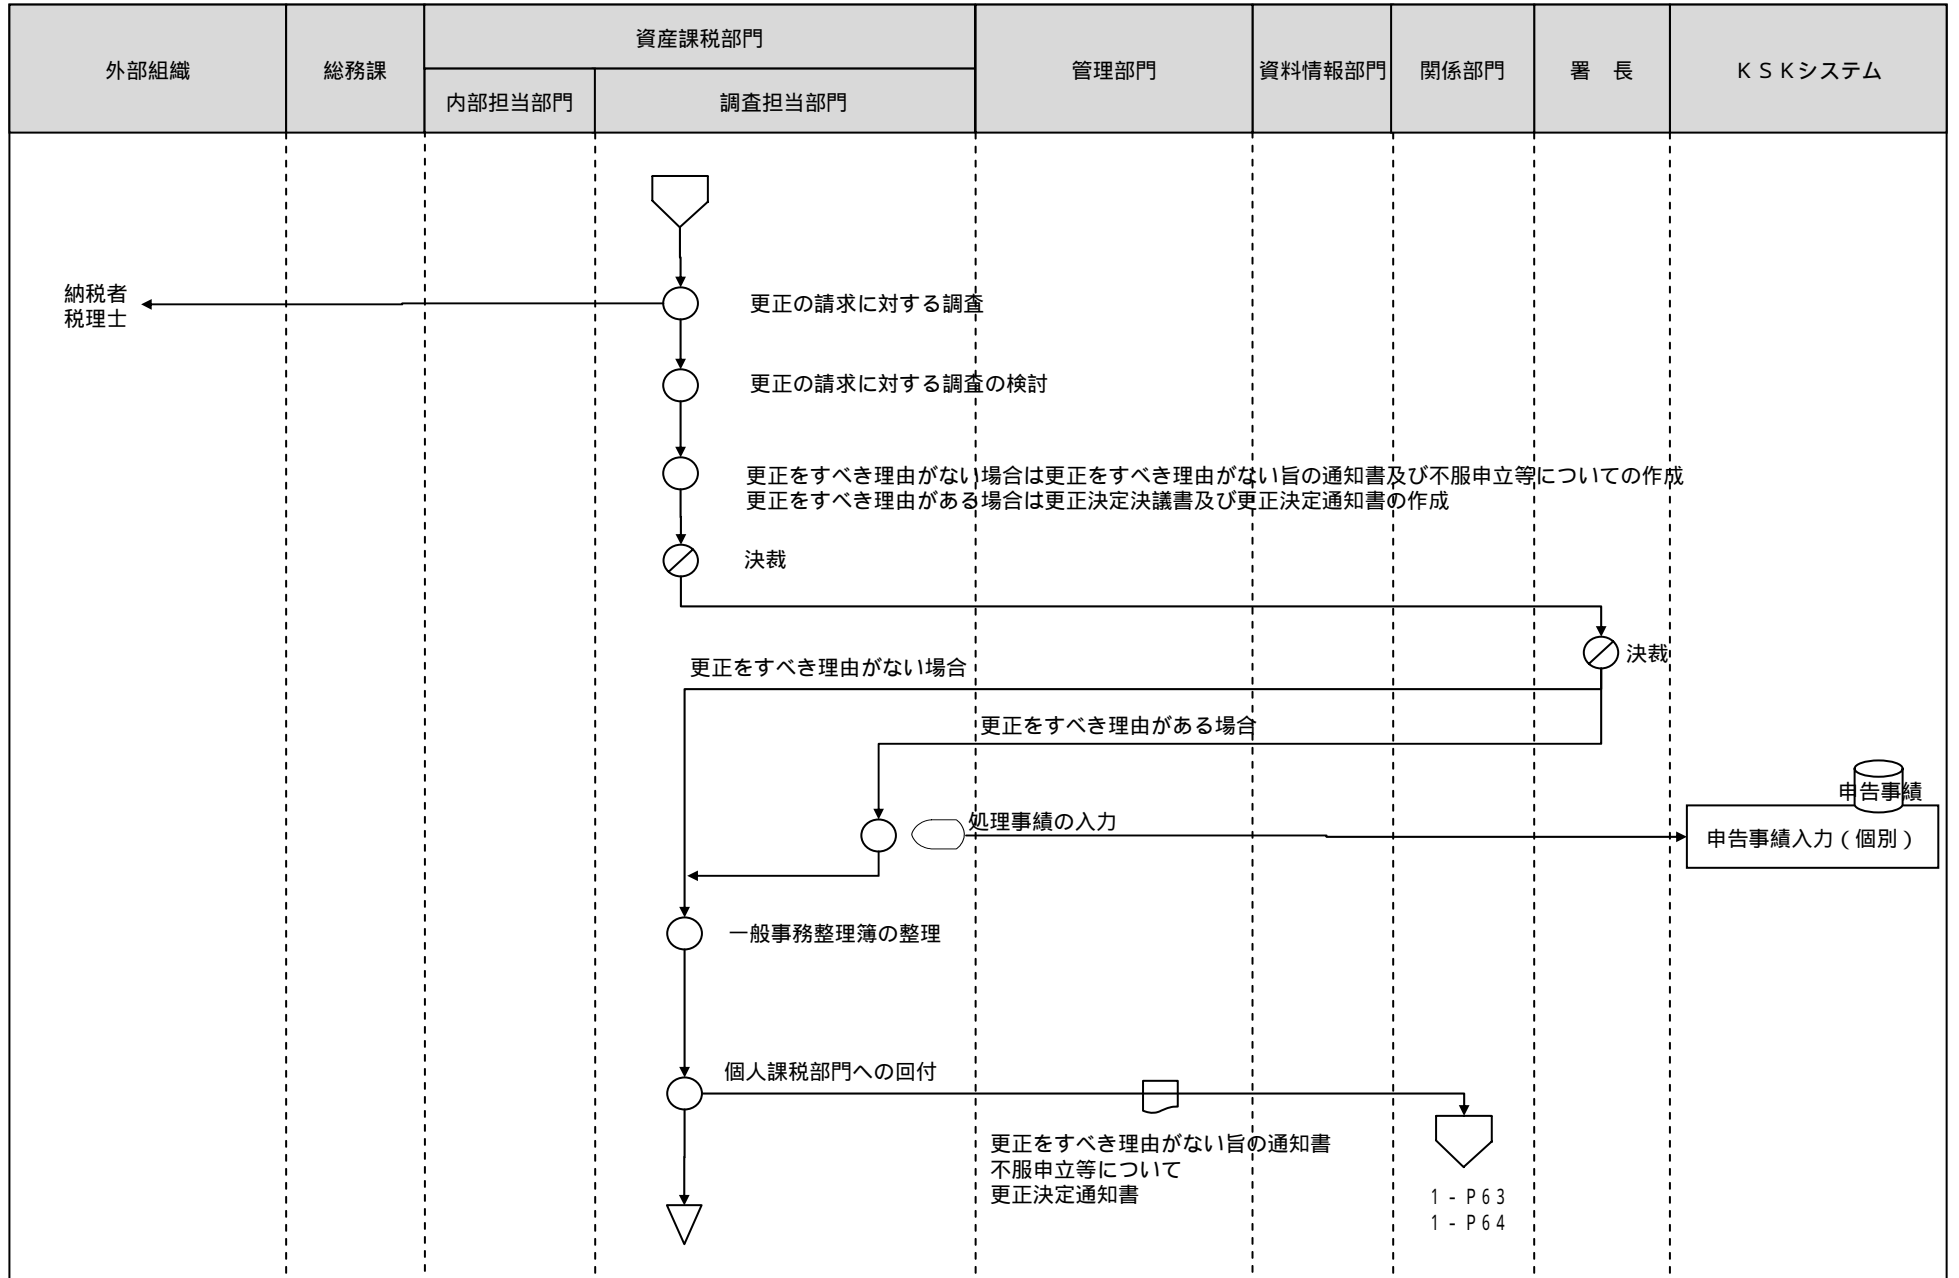 外部組織
総務課
資産課税部門
内部担当部門
調査担当部門
管理部門
資料情報部門
関係部門
署　長
ＫＳＫシステム
納税者
税理士
更正の請求に対する調査
更正の請求に対する調査の検討
更正をすべき理由がない場合は更正をすべき理由がない旨の通知書及び不服申立等についての作成
更正をすべき理由がある場合は更正決定決議書及び更正決定通知書の作成
決裁
決裁
更正をすべき理由がない場合
更正をすべき理由がある場合
申告事績
処理事績の入力
申告事績入力（個別）
一般事務整理簿の整理
個人課税部門への回付
更正をすべき理由がない旨の通知書
不服申立等について
更正決定通知書
１－Ｐ６３
１－Ｐ６４